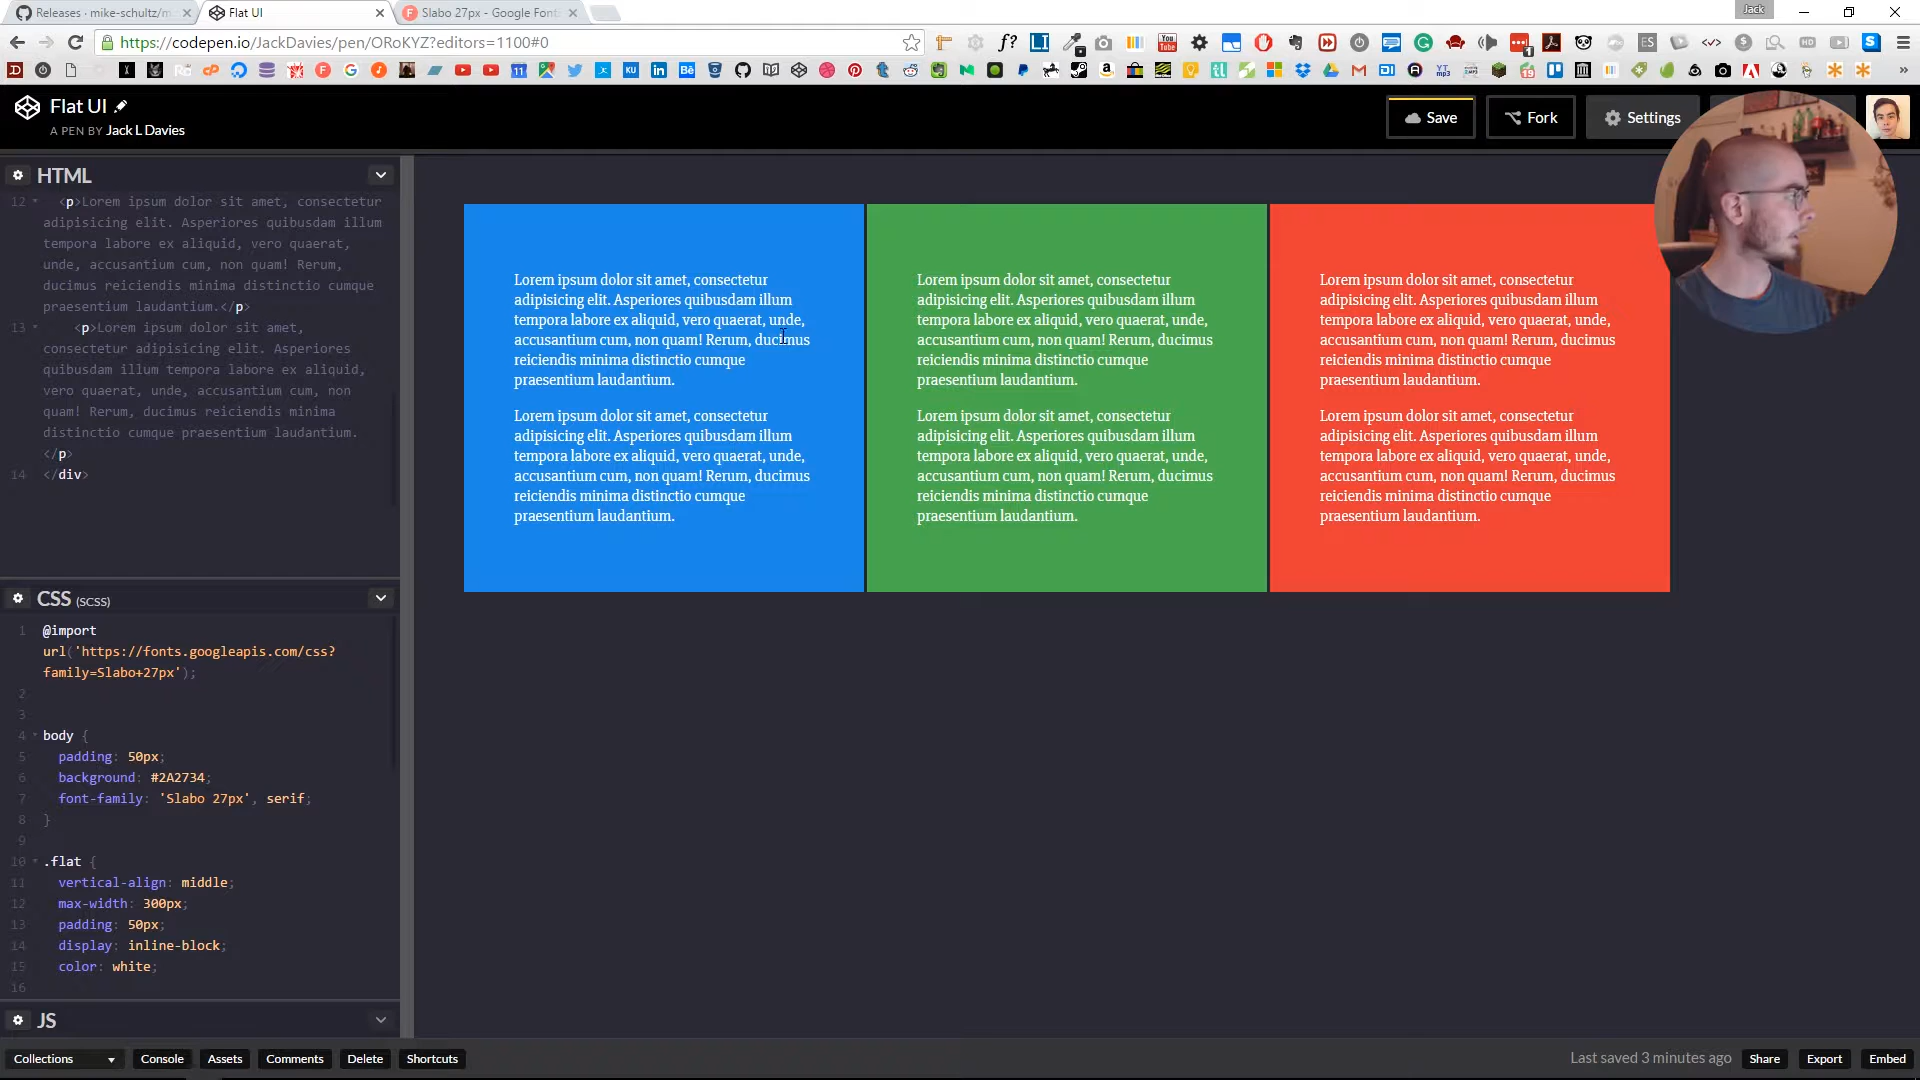 Releases · mike-schultz/m
Flat UI
Slabo 27px - Google Font
Jack
https://codepen.io/JackDavies/pen/ORoKYZ?editors=1100#0
Flat UI
A PEN BY Jack L Davies
Save
Fork
Settings
HTML
12 <p>Lorem ipsum dolor sit amet, consectetur
adipisicing elit. Asperiores quibusdam illum
tempora labore ex aliquid, vero quaerat,
unde, accusantium cum, non quam! Rerum,
ducimus reiciendis minima distinctio cumque
praesentium laudantium.</p>
13 <p>Lorem ipsum dolor sit amet,
consectetur adipisicing elit. Asperiores
quibusdam illum tempora labore ex aliquid,
vero quaerat, unde, accusantium cum, non
quam! Rerum, ducimus reiciendis minima
distinctio cumque praesentium laudantium.
</p>
14 </div>
CSS (SCSS)
1 @import
url('https://fonts.googleapis.com/css?
family=Slabo+27px');
2
3
4 body {
5 padding: 50px;
6 background: #2A2734;
7 font-family: 'Slabo 27px', serif;
8 }
9
10 .flat {
11 vertical-align: middle;
12 max-width: 300px;
13 padding: 50px;
14 display: inline-block;
15 color: white;
16
JS
Lorem ipsum dolor sit amet, consectetur
adipisicing elit. Asperiores quibusdam illum
tempora labore ex aliquid, vero quaerat, unde,
accusantium cum, non quam! Rerum, ducimus
reiciendis minima distinctio cumque
praesentium laudantium.
Lorem ipsum dolor sit amet, consectetur
adipisicing elit. Asperiores quibusdam illum
tempora labore ex aliquid, vero quaerat, unde,
accusantium cum, non quam! Rerum, ducimus
reiciendis minima distinctio cumque
praesentium laudantium.
Lorem ipsum dolor sit amet, consectetur
adipisicing elit. Asperiores quibusdam illum
tempora labore ex aliquid, vero quaerat, unde,
accusantium cum, non quam! Rerum, ducimus
reiciendis minima distinctio cumque
praesentium laudantium.
Lorem ipsum dolor sit amet, consectetur
adipisicing elit. Asperiores quibusdam illum
tempora labore ex aliquid, vero quaerat, unde,
accusantium cum, non quam! Rerum, ducimus
reiciendis minima distinctio cumque
praesentium laudantium.
Lorem ipsum dolor sit amet, consectetur
adipisicing elit. Asperiores quibusdam illum
tempora labore ex aliquid, vero quaerat, unde,
accusantium cum, non quam! Rerum, ducimus
reiciendis minima distinctio cumque
praesentium laudantium.
Lorem ipsum dolor sit amet, consectetur
adipisicing elit. Asperiores quibusdam illum
tempora labore ex aliquid, vero quaerat, unde,
accusantium cum, non quam! Rerum, ducimus
reiciendis minima distinctio cumque
praesentium laudantium.
Collections
Console
Assets
Comments
Delete
Shortcuts
Last saved 3 minutes ago
Share
Export
Embed